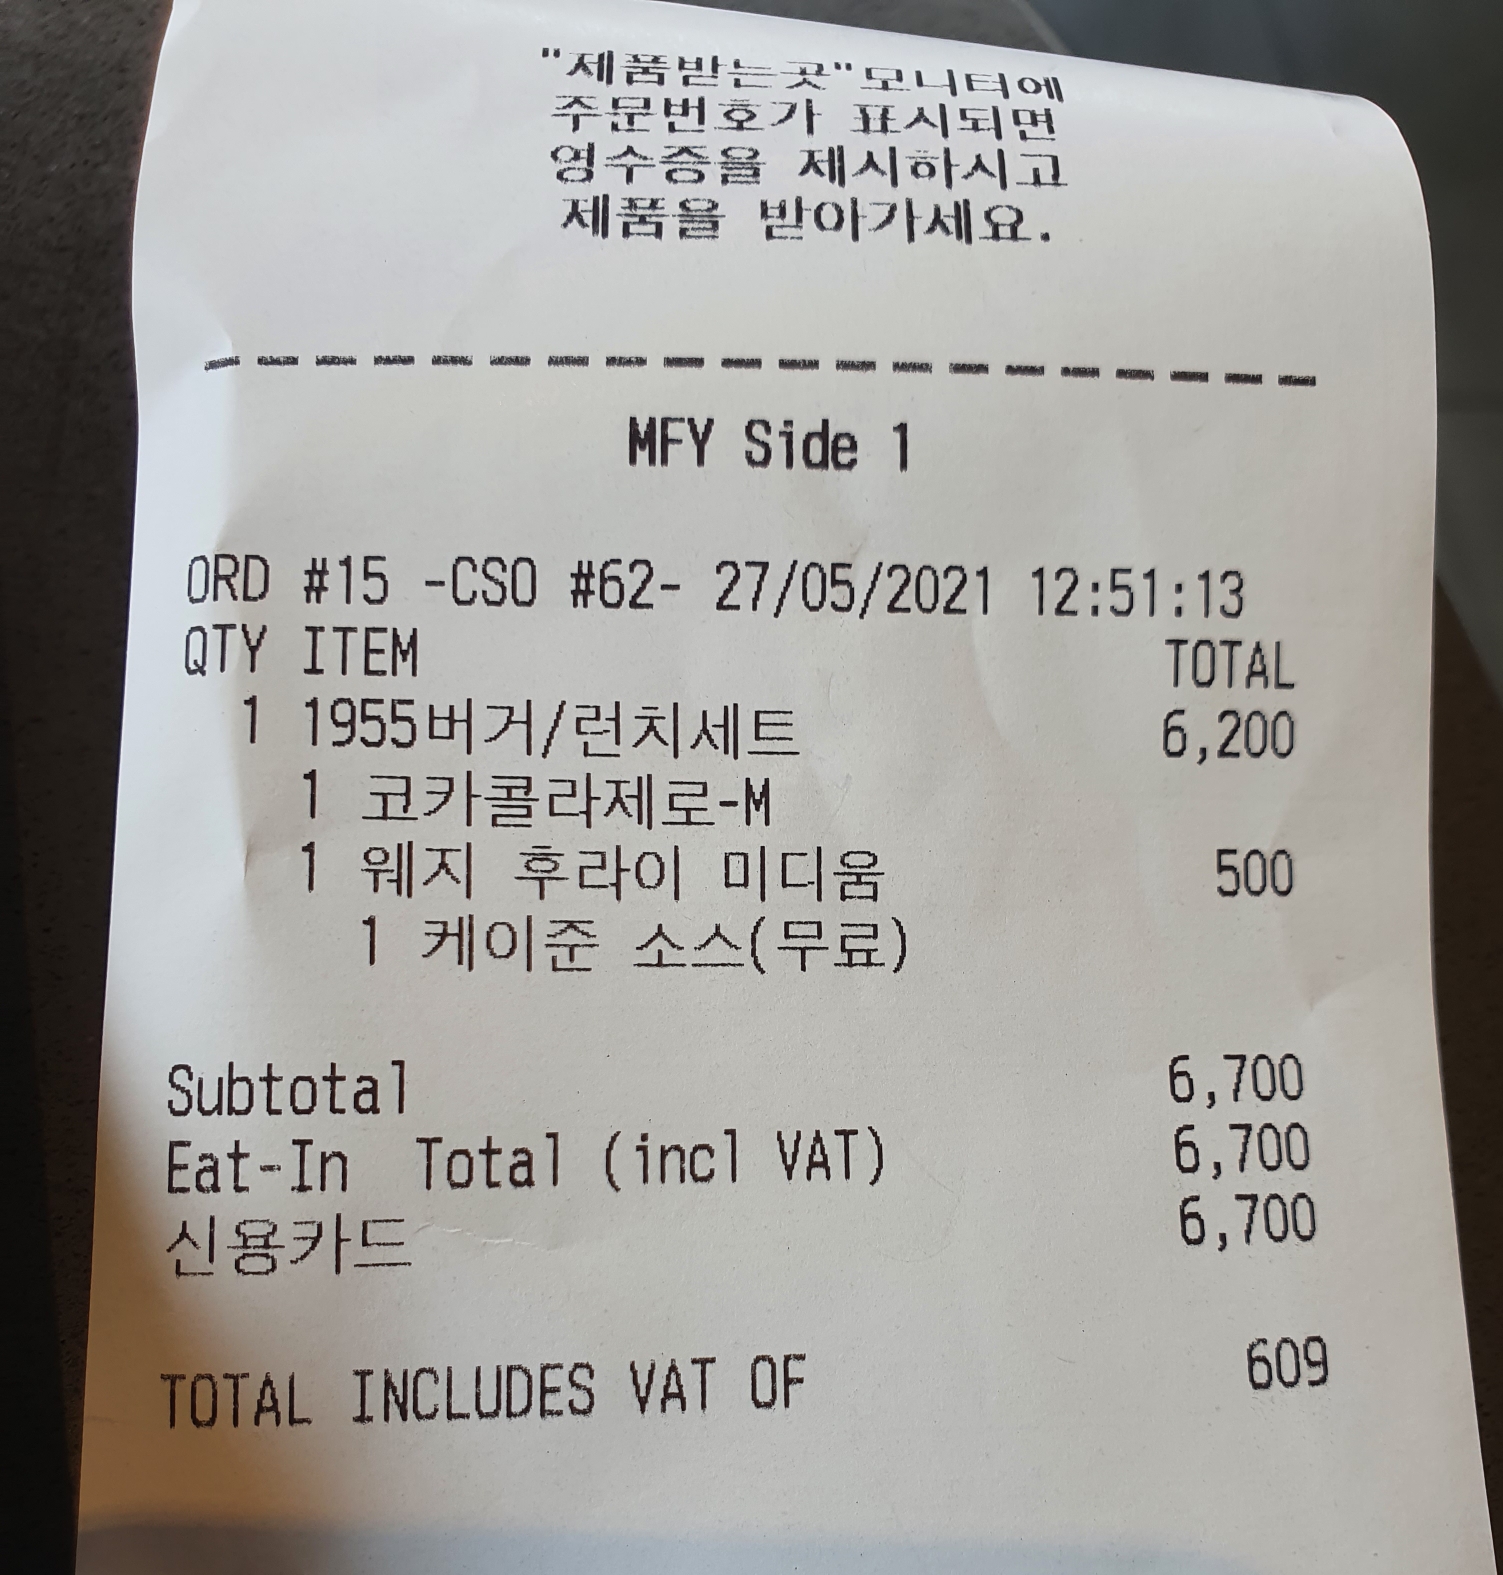 "제품받는곳"모니터에
주문번호가 표시되면
영수증을 제시하시고
제품을 받아가세요.
MFY Side 1
ORD #15 -CSO #62- 27/05/2021 12:51:13
QTY ITEM TOTAL
1 1955버거/런치세트 6,200
1 코카콜라제로-M
1 웨지 후라이 미디움 500
1 케이준 소스(무료)
Subtotal 6,700
Eat-In Total (incl VAT) 6,700
신용카드 6,700
TOTAL INCLUDES VAT OF 609